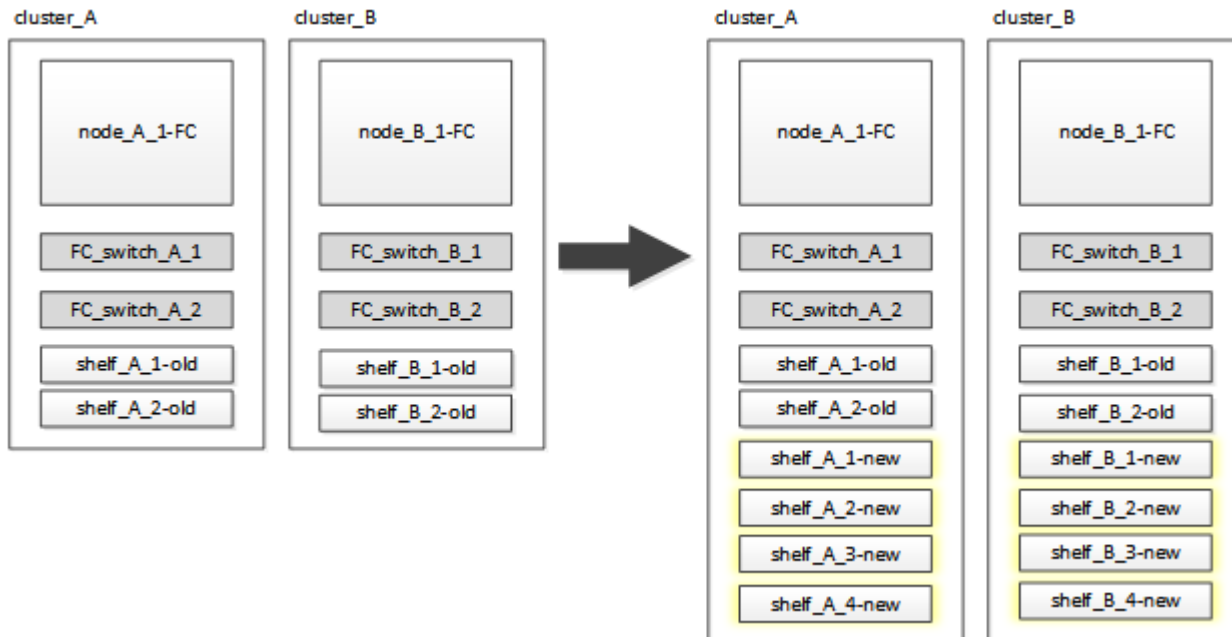 cluster_A
node_A_1-FC
FC_switch_A_1
FC_switch_A_2
shelf_A_1-old
shelf_A_2-old
cluster_B
node_B_1-FC
FC_switch_B_1
FC_switch_B_2
shelf_B_1-old
shelf_B_2-old
cluster_A
node_A_1-FC
FC_switch_A_1
FC_switch_A_2
shelf_A_1-old
shelf_A_2-old
shelf_A_1-new
shelf_A_2-new
shelf_A_3-new
shelf_A_4-new
cluster_B
node_B_1-FC
FC_switch_B_1
FC_switch_B_2
shelf_B_1-old
shelf_B_2-old
shelf_B_1-new
shelf_B_2-new
shelf_B_3-new
shelf_B_4-new